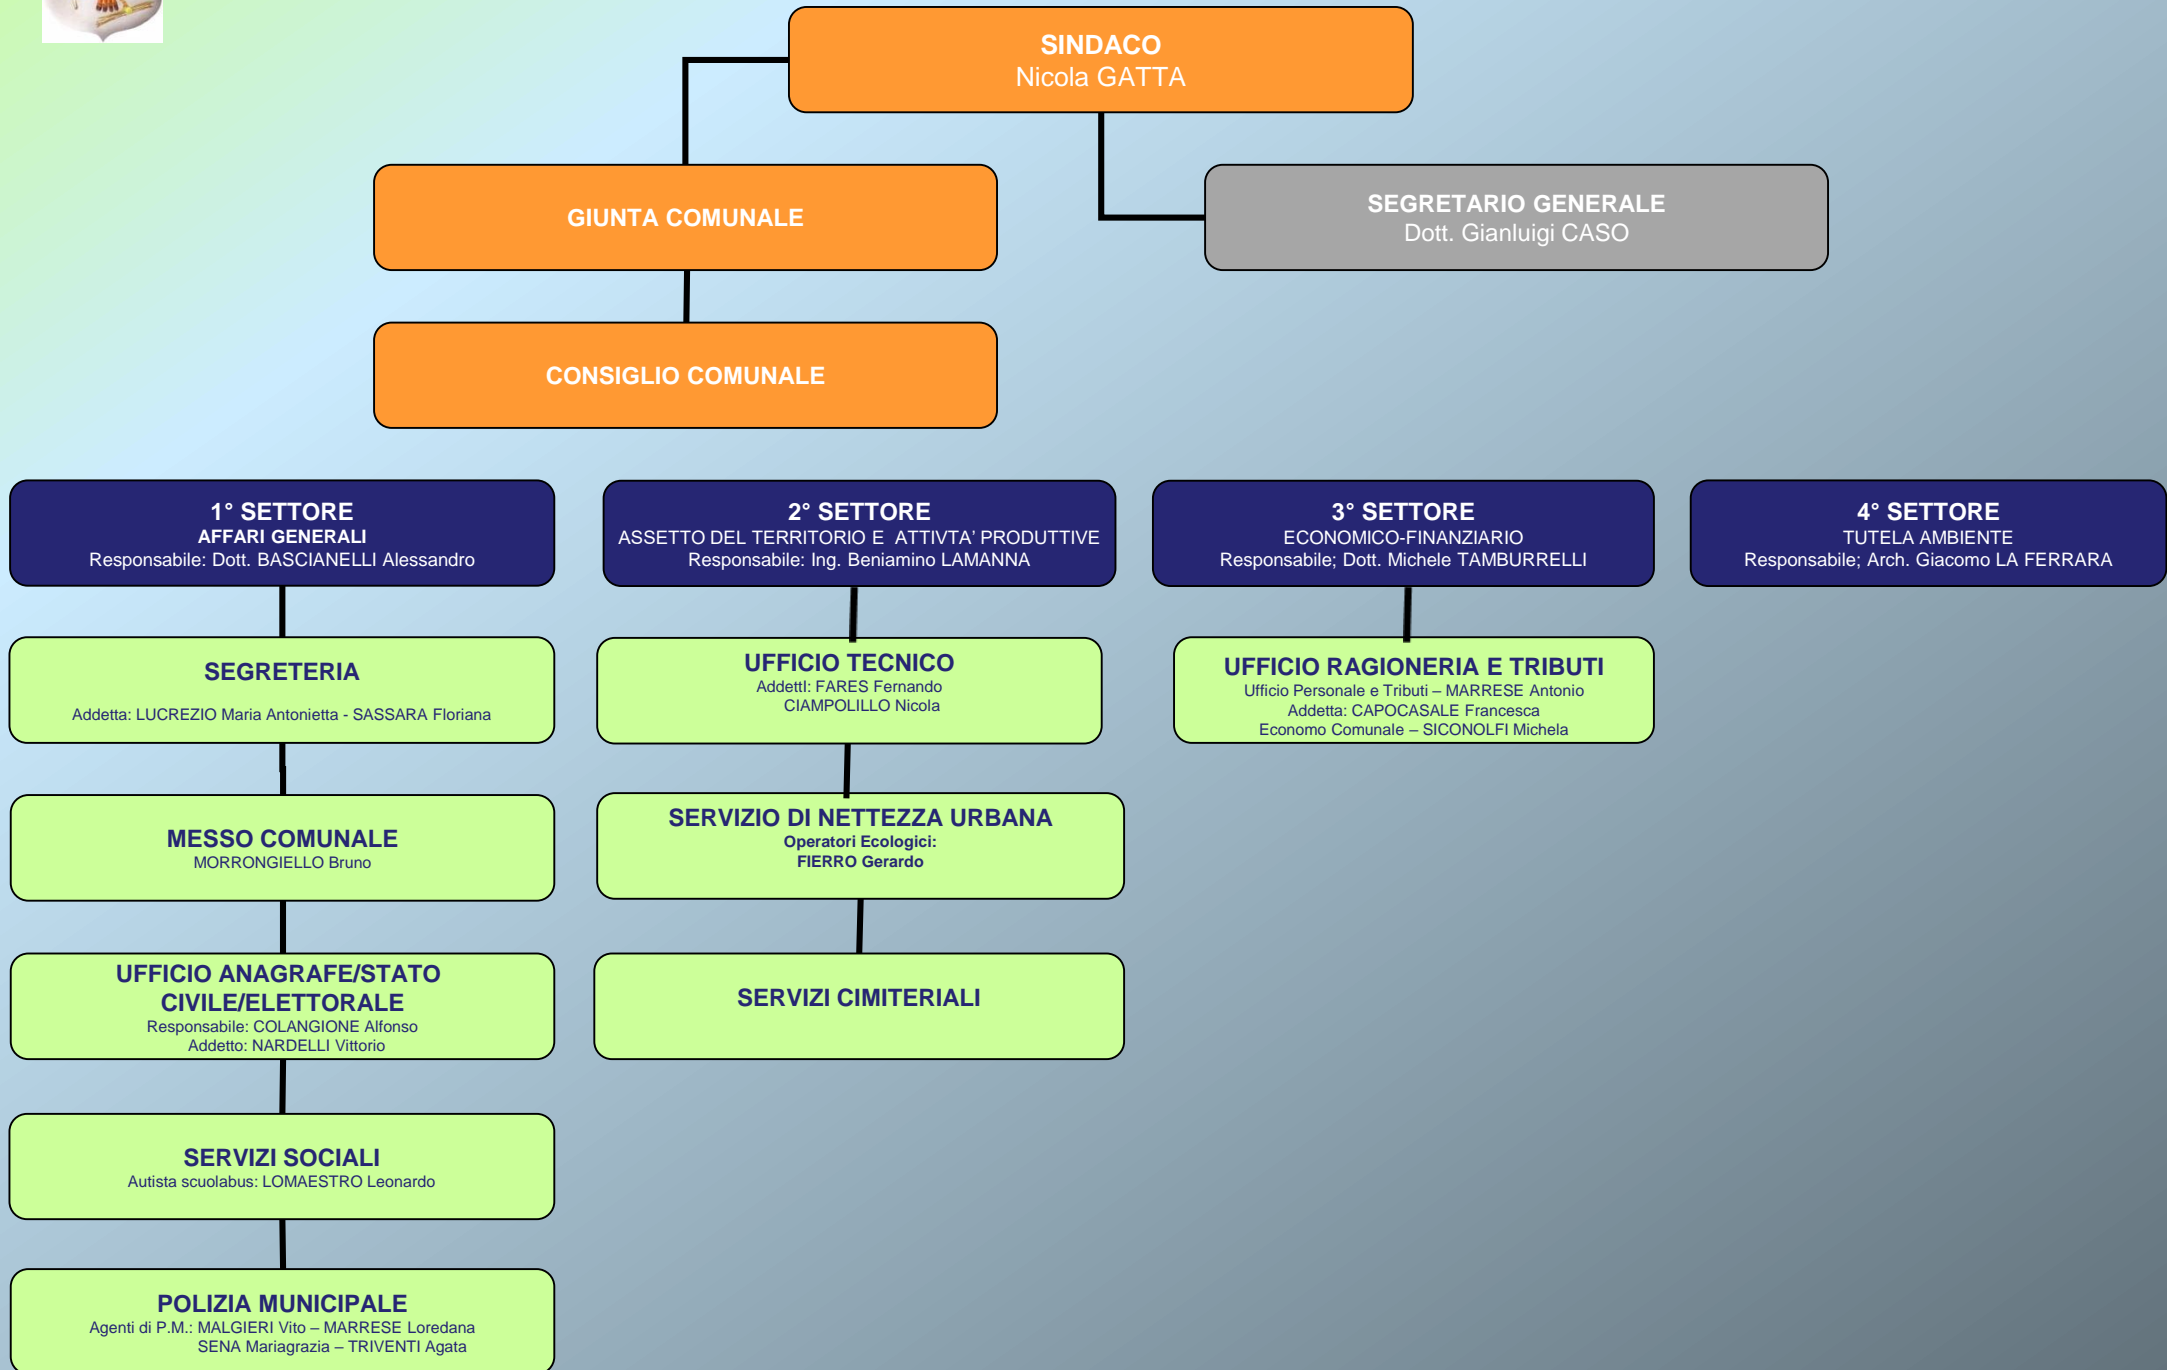 SINDACO
Nicola GATTA
GIUNTA COMUNALE
SEGRETARIO GENERALE
Dott. Gianluigi CASO
CONSIGLIO COMUNALE
1° SETTORE
AFFARI GENERALI
Responsabile: Dott. BASCIANELLI Alessandro
2° SETTORE
ASSETTO DEL TERRITORIO E ATTIVTA’ PRODUTTIVE
Responsabile: Ing. Beniamino LAMANNA
3° SETTORE
ECONOMICO-FINANZIARIO
Responsabile; Dott. Michele TAMBURRELLI
4° SETTORE
TUTELA AMBIENTE
Responsabile; Arch. Giacomo LA FERRARA
SEGRETERIA
Addetta: LUCREZIO Maria Antonietta - SASSARA Floriana
UFFICIO TECNICO
AddettI: FARES Fernando
CIAMPOLILLO Nicola
UFFICIO RAGIONERIA E TRIBUTI
Ufficio Personale e Tributi – MARRESE Antonio
Addetta: CAPOCASALE Francesca
Economo Comunale – SICONOLFI Michela
MESSO COMUNALE
MORRONGIELLO Bruno
SERVIZIO DI NETTEZZA URBANA
Operatori Ecologici:
FIERRO Gerardo
UFFICIO ANAGRAFE/STATO
CIVILE/ELETTORALE
Responsabile: COLANGIONE Alfonso
Addetto: NARDELLI Vittorio
SERVIZI CIMITERIALI
SERVIZI SOCIALI
Autista scuolabus: LOMAESTRO Leonardo
POLIZIA MUNICIPALE
Agenti di P.M.: MALGIERI Vito – MARRESE Loredana
SENA Mariagrazia – TRIVENTI Agata